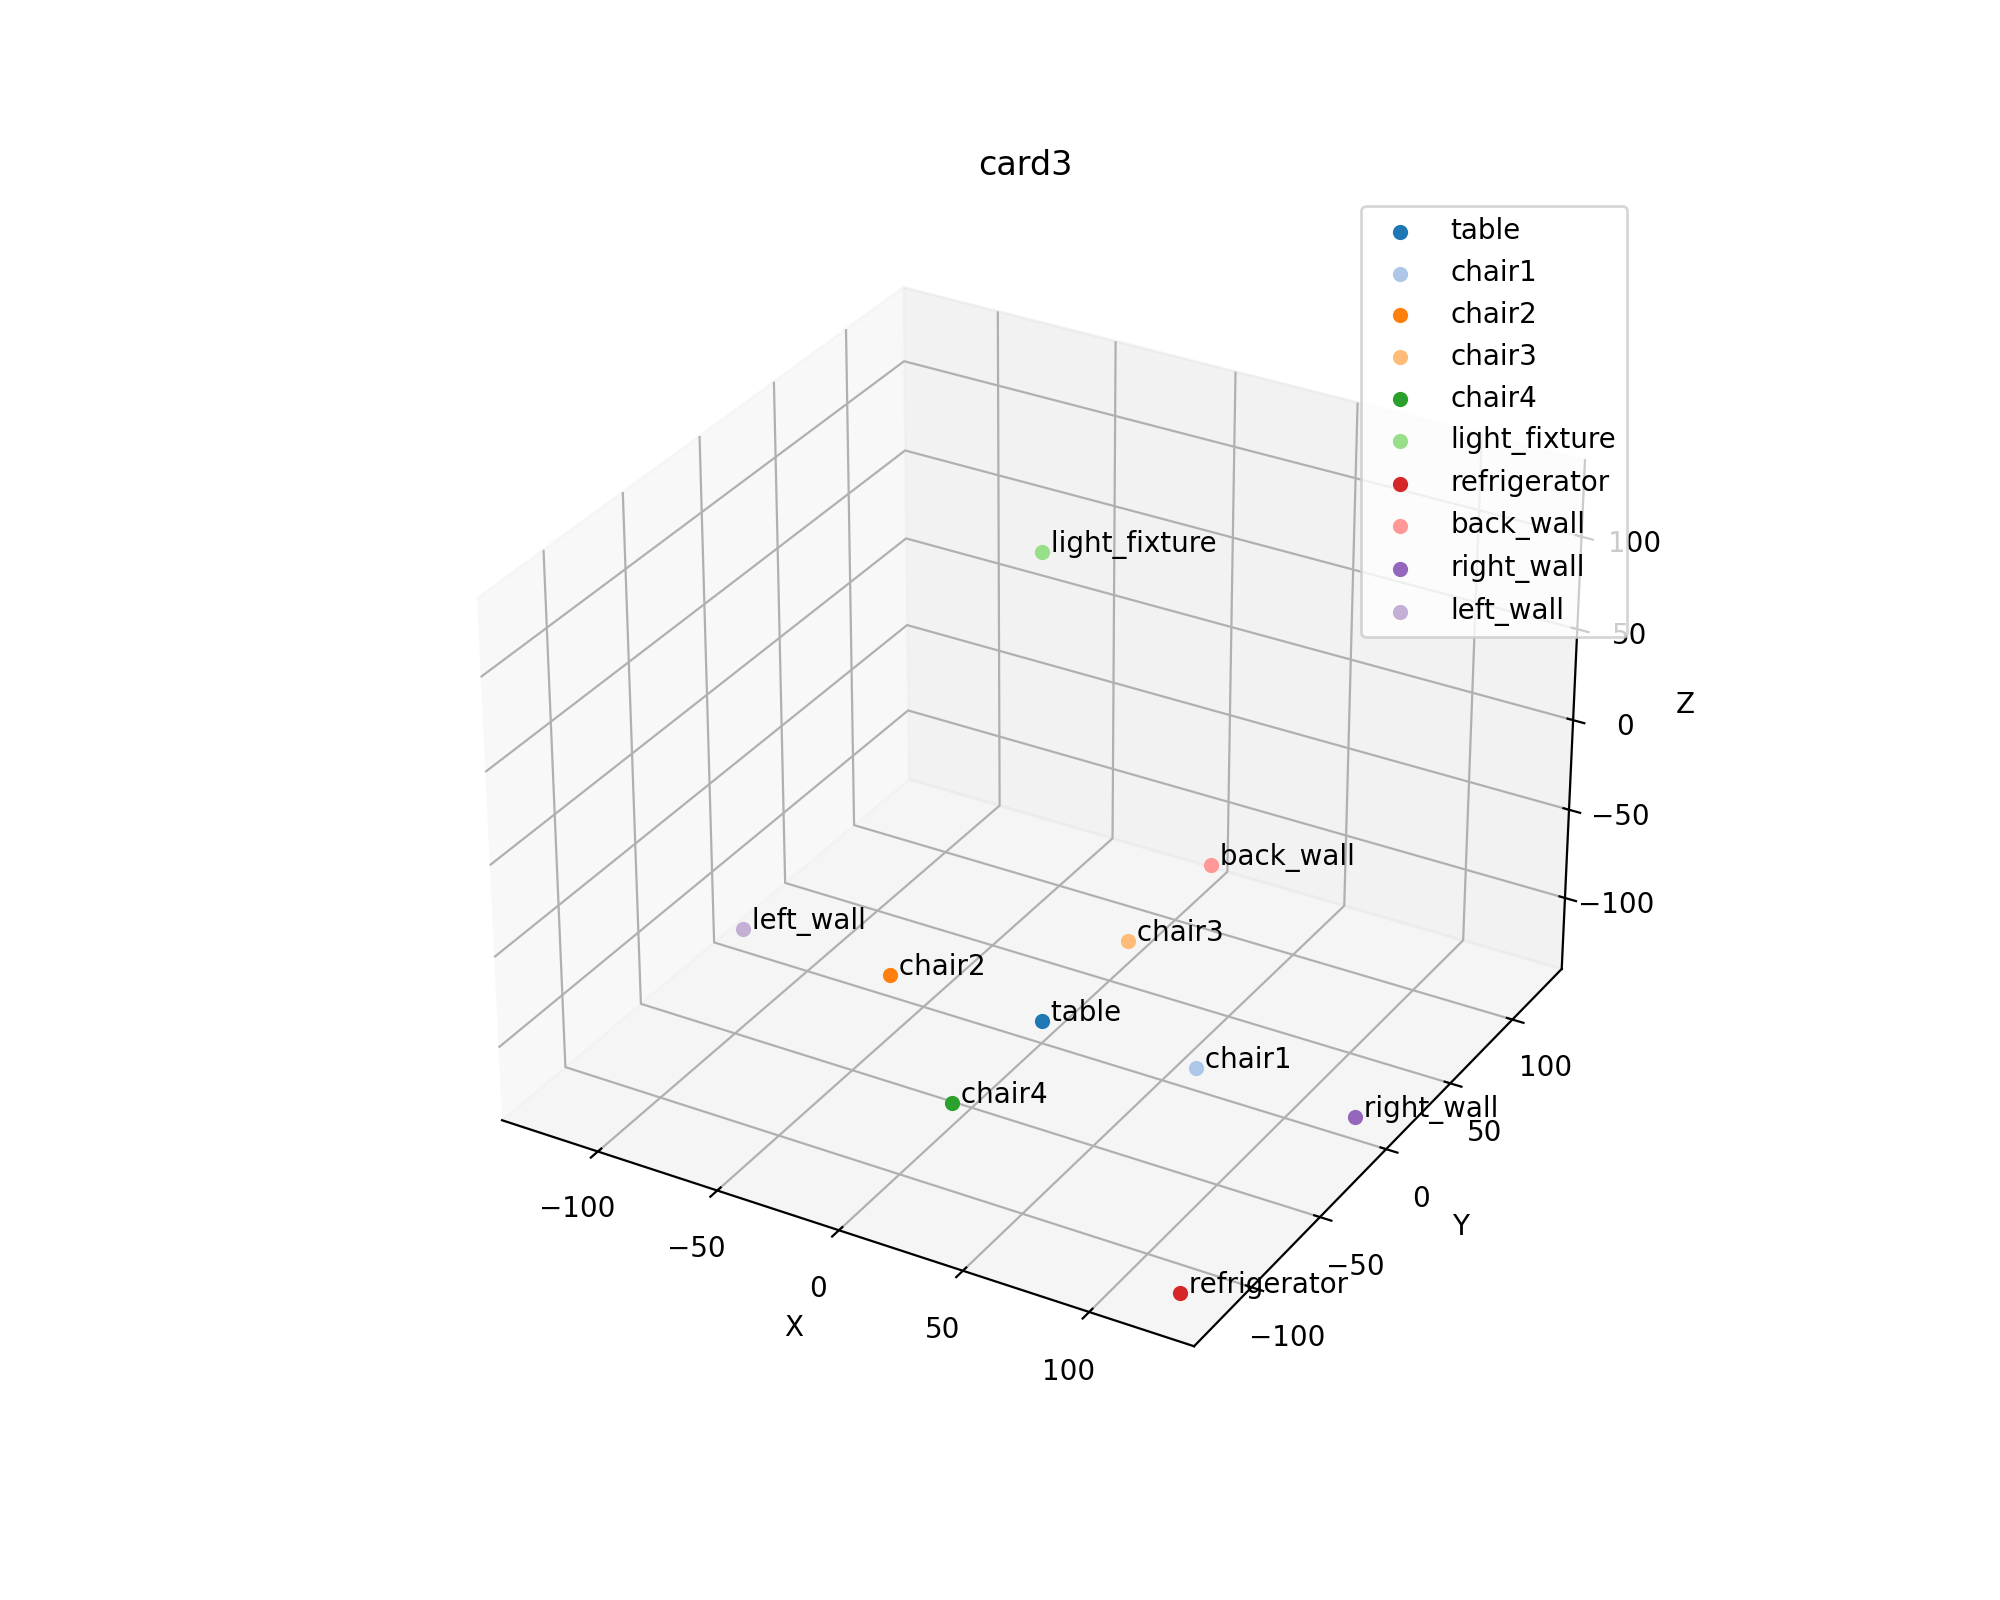 card3
table
chair1
chair2
chair3
chair4
light_fixture
refrigerator
back_wall
right_wall
left_wall
light_fixture
back_wall
left_wall
chair3
chair2
table
chair1
chair4
right_wall
refrigerator
100
50
0
−50
−100
Z
100
50
0
−50
−100
Y
−100
−50
0
50
100
X